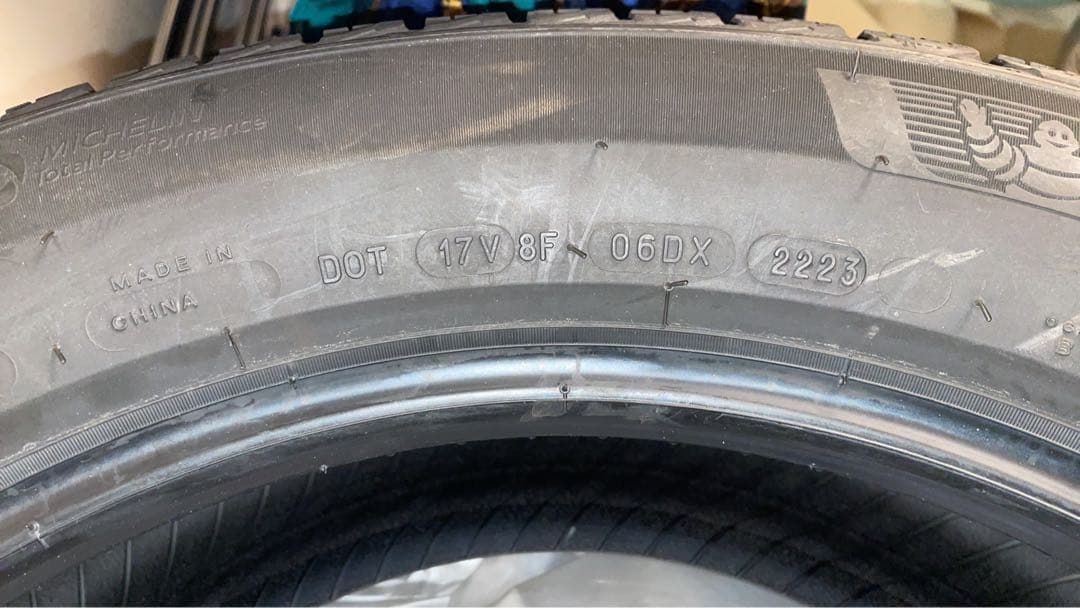 MICHELIN
Total Performance
MADE IN
CHINA
DOT 17V 8F 06DX 2223